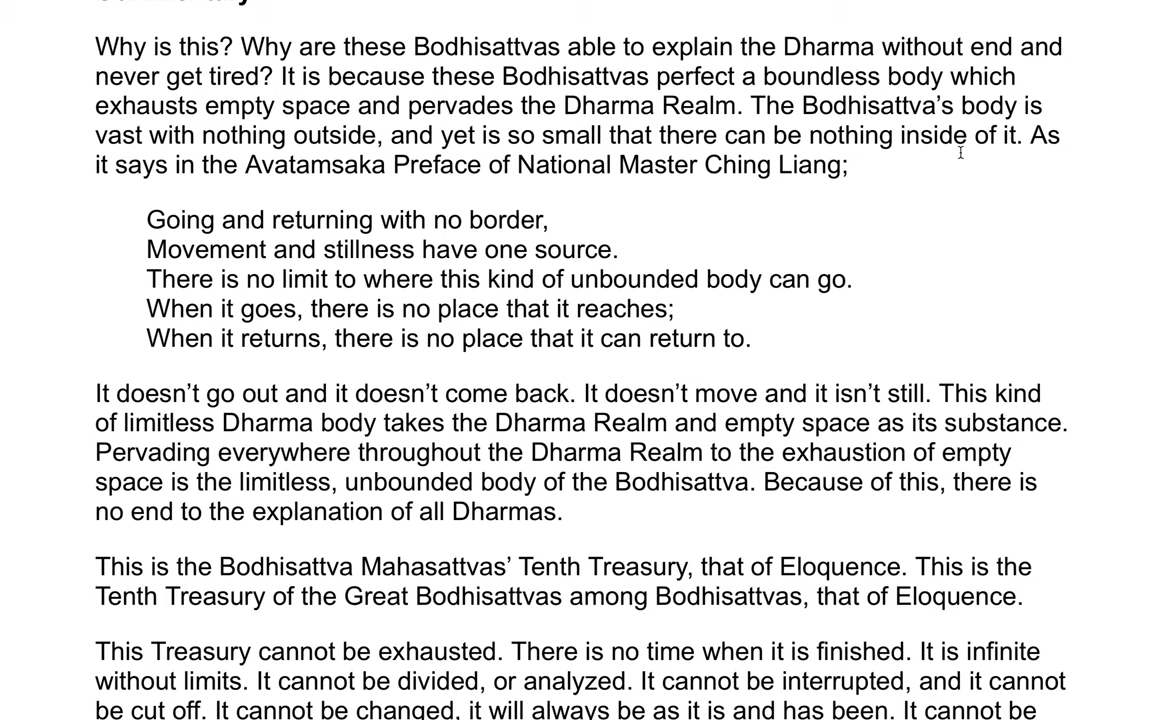 Why is this? Why are these Bodhisattvas able to explain the Dharma without end and
never get tired? It is because these Bodhisattvas perfect a boundless body which
exhausts empty space and pervades the Dharma Realm. The Bodhisattva’s body is
vast with nothing outside, and yet is so small that there can be nothing inside of it. As
it says in the Avatamsaka Preface of National Master Ching Liang;
Going and returning with no border,
Movement and stillness have one source.
There is no limit to where this kind of unbounded body can go.
When it goes, there is no place that it reaches;
When it returns, there is no place that it can return to.
It doesn’t go out and it doesn’t come back. It doesn’t move and it isn’t still. This kind
of limitless Dharma body takes the Dharma Realm and empty space as its substance.
Pervading everywhere throughout the Dharma Realm to the exhaustion of empty
space is the limitless, unbounded body of the Bodhisattva. Because of this, there is
no end to the explanation of all Dharmas.
This is the Bodhisattva Mahasattvas’ Tenth Treasury, that of Eloquence. This is the
Tenth Treasury of the Great Bodhisattvas among Bodhisattvas, that of Eloquence.
This Treasury cannot be exhausted. There is no time when it is finished. It is infinite
without limits. It cannot be divided, or analyzed. It cannot be interrupted, and it cannot
be cut off. It cannot be changed, it will always be as it is and has been. It cannot be